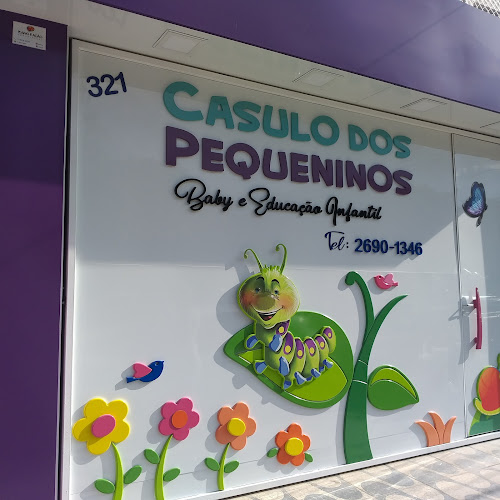 321
CASULO DOS
PEQUENINOS
Baby e Educação Infantil
Tel: 2690-1346